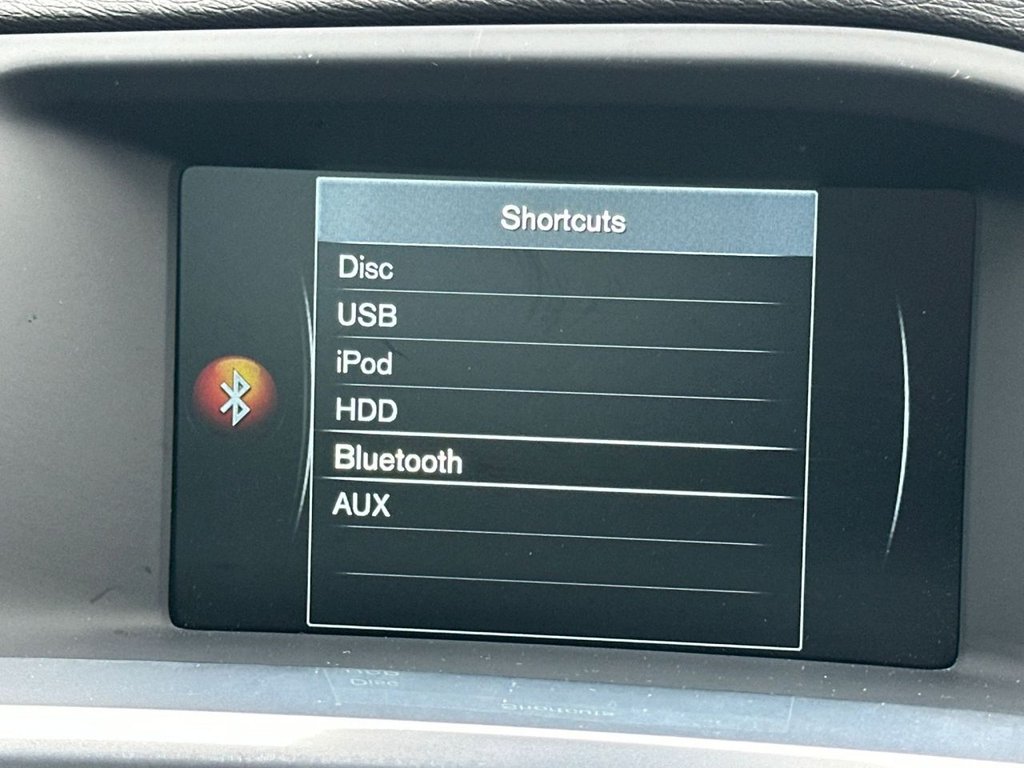 Shortcuts
Disc
USB
iPod
HDD
Bluetooth
AUX